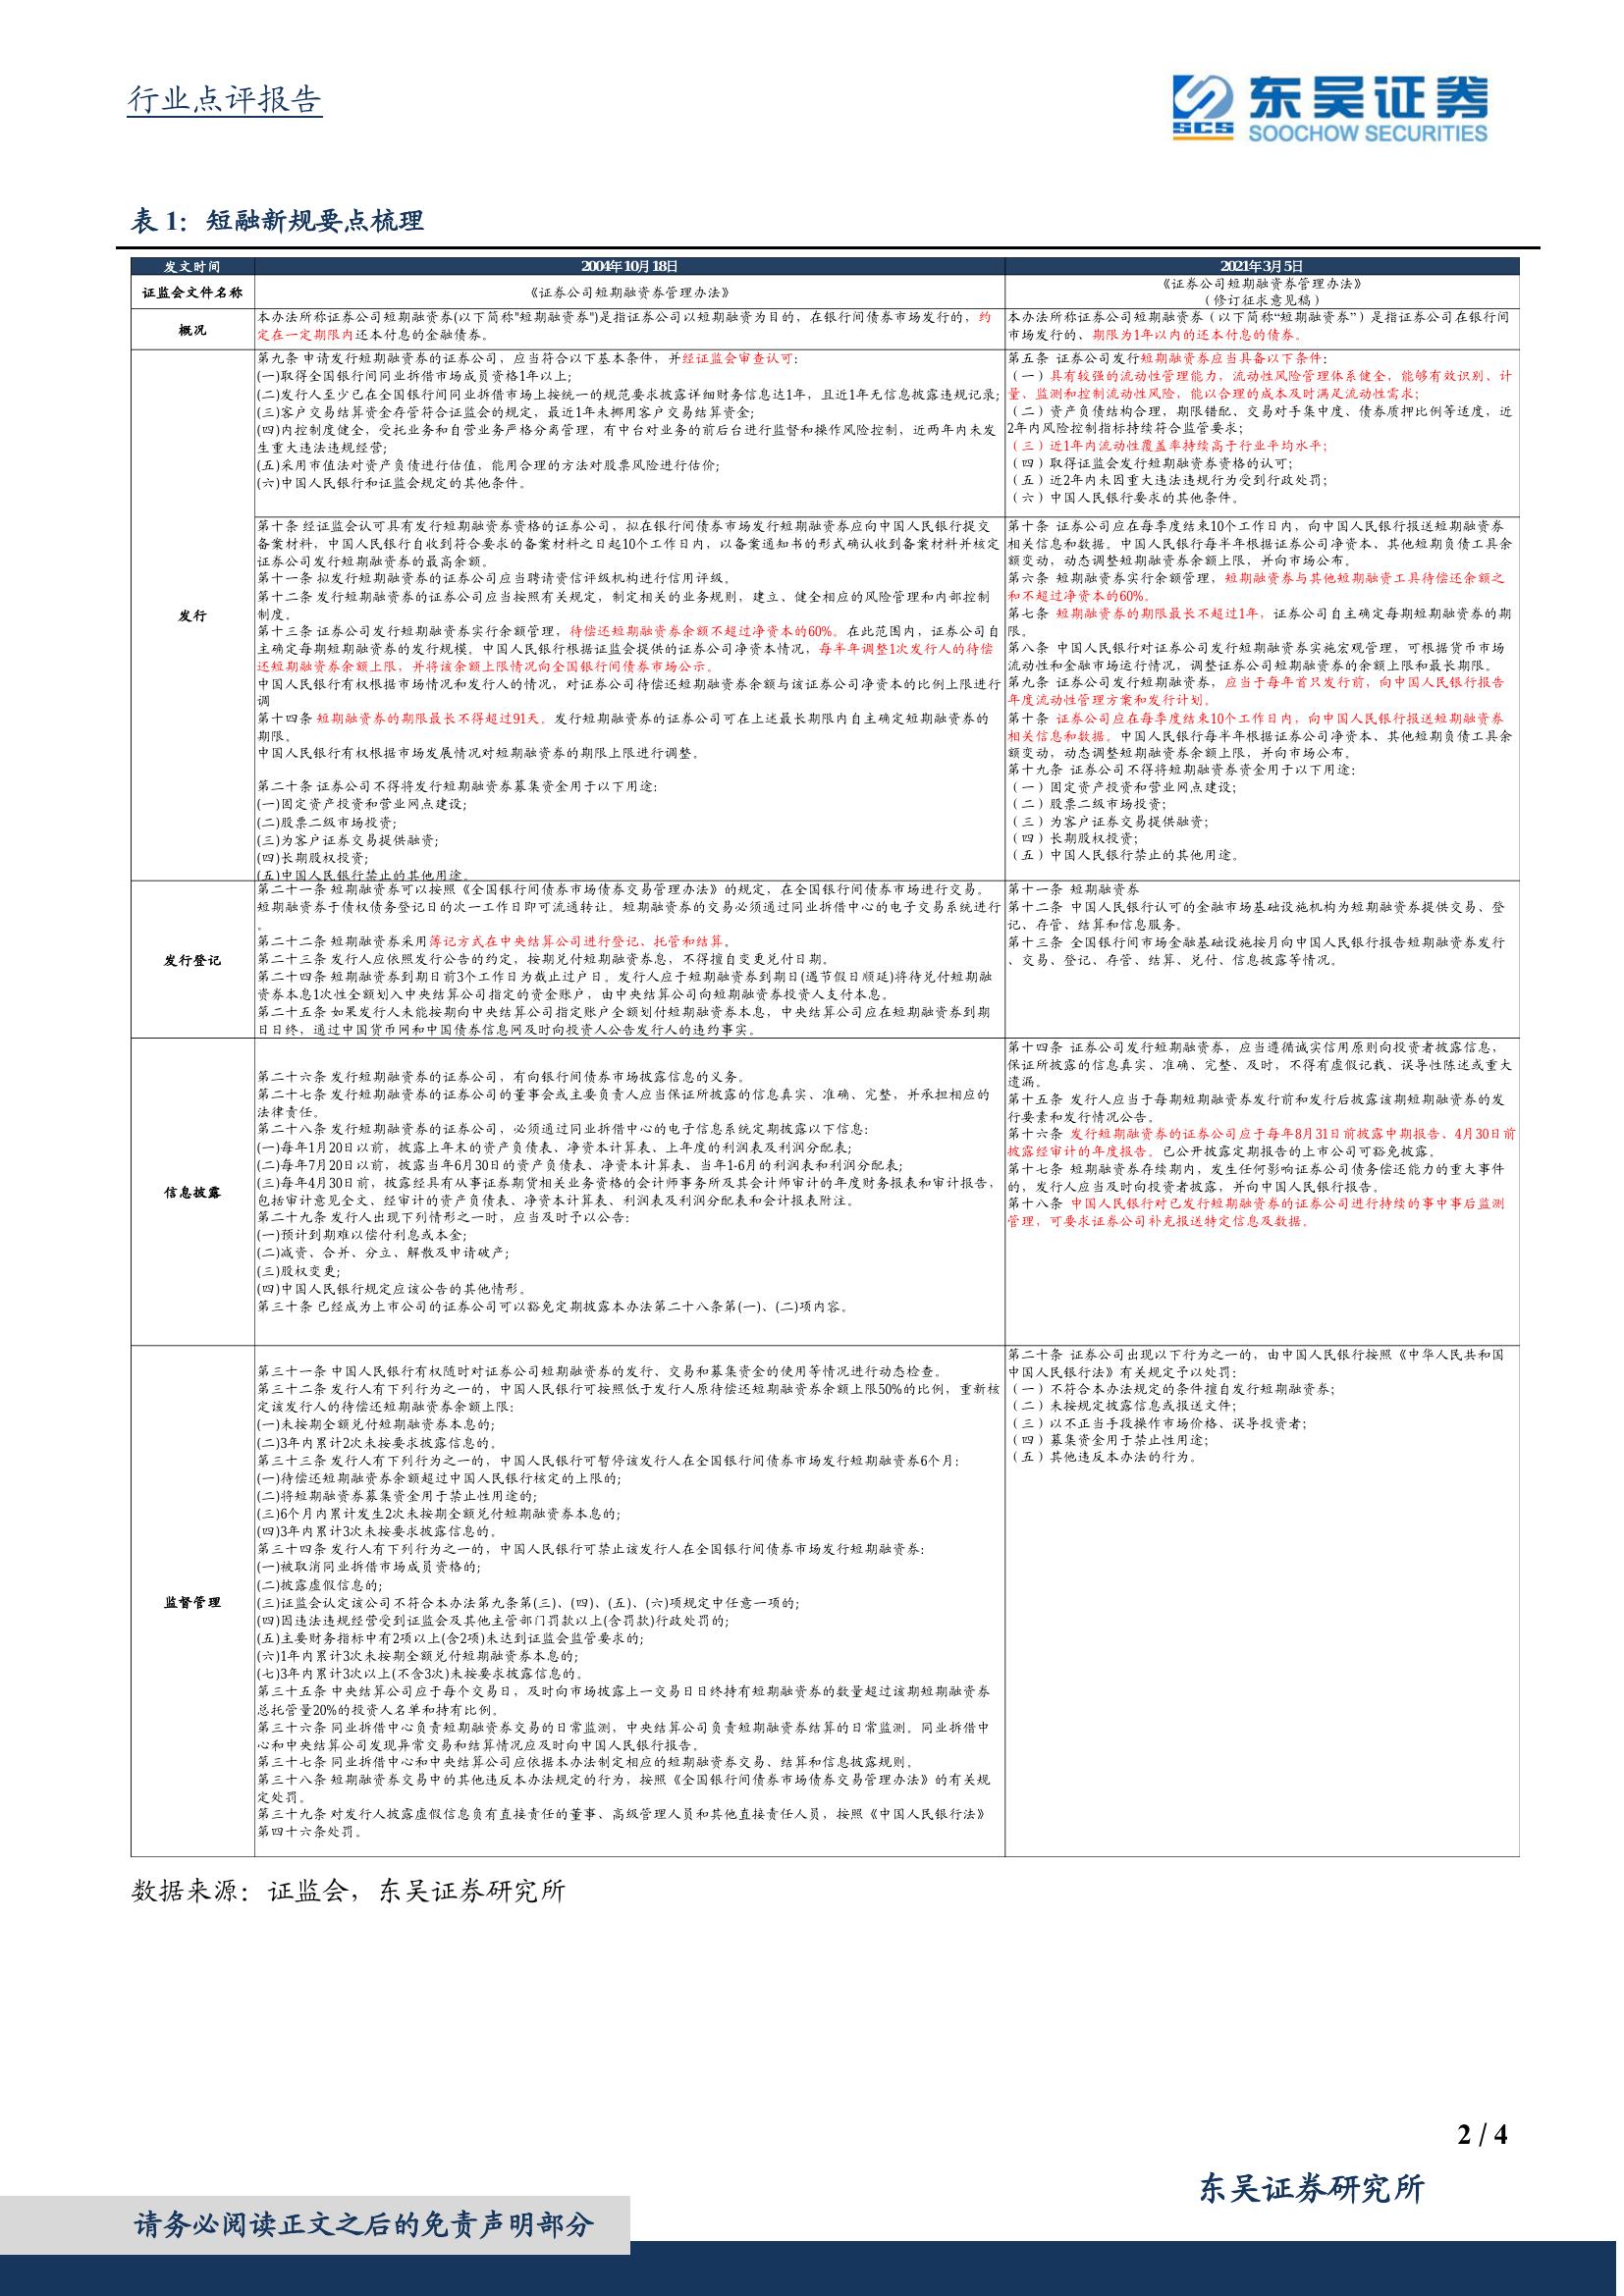 行业点评报告
SCS
东吴证券
SOOCHOW SECURITIES
表 1：短融新规要点梳理
发文时间
2004年10月18日
2021年3月5日
证监会文件名称
《证券公司短期融资券管理办法》
《证券公司短期融资券管理办法》
（修订征求意见稿）
概况
本办法所称证券公司短期融资券(以下简称"短期融资券")是指证券公司以短期融资为目的，在银行间债券市场发行的，约
定在一定期限内还本付息的金融债券。
本办法所称证券公司短期融资券（以下简称“短期融资券”）是指证券公司在银行间
市场发行的、期限为1年以内的还本付息的债券。
发行
第九条 申请发行短期融资券的证券公司，应当符合以下基本条件，并经证监会审查认可：
(一)取得全国银行间同业拆借市场成员资格1年以上；
(二)发行人至少已在全国银行间同业拆借市场上按统一的规范要求披露详细财务信息达1年，且近1年无信息披露违规记录；
(三)客户交易结算资金存管符合证监会的规定，最近1年未挪用客户交易结算资金；
(四)内控制度健全，受托业务和自营业务严格分离管理，有中台对业务的前后台进行监督和操作风险控制，近两年内未发
生重大违法违规经营；
(五)采用市值法对资产负债进行估值，能用合理的方法对股票风险进行估价；
(六)中国人民银行和证监会规定的其他条件。
第五条 证券公司发行短期融资券应当具备以下条件：
（一）具有较强的流动性管理能力，流动性风险管理体系健全，能够有效识别、计
量、监测和控制流动性风险，能以合理的成本及时满足流动性需求；
（二）资产负债结构合理，期限错配、交易对手集中度、债券质押比例等适度，近
2年内风险控制指标持续符合监管要求；
（三）近1年内流动性覆盖率持续高于行业平均水平；
（四）取得证监会发行短期融资券资格的认可；
（五）近2年内未因重大违法违规行为受到行政处罚；
（六）中国人民银行要求的其他条件。
第十条 经证监会认可具有发行短期融资券资格的证券公司，拟在银行间债券市场发行短期融资券应向中国人民银行提交
备案材料，中国人民银行自收到符合要求的备案材料之日起10个工作日内，以备案通知书的形式确认收到备案材料并核定
证券公司发行短期融资券的最高余额。
第十一条 拟发行短期融资券的证券公司应当聘请资信评级机构进行信用评级。
第十二条 发行短期融资券的证券公司应当按照有关规定，制定相关的业务规则，建立、健全相应的风险管理和内部控制
制度。
第十三条 证券公司发行短期融资券实行余额管理，待偿还短期融资券余额不超过净资本的60%。在此范围内，证券公司自
主确定每期短期融资券的发行规模。中国人民银行根据证监会提供的证券公司净资本情况，每半年调整1次发行人的待偿
还短期融资券余额上限，并将该余额上限情况向全国银行间债券市场公示。
中国人民银行有权根据市场情况和发行人的情况，对证券公司待偿还短期融资券余额与该证券公司净资本的比例上限进行
调
第十四条 短期融资券的期限最长不得超过91天。发行短期融资券的证券公司可在上述最长期限内自主确定短期融资券的
期限。
中国人民银行有权根据市场发展情况对短期融资券的期限上限进行调整。
第二十条 证券公司不得将发行短期融资券募集资金用于以下用途：
(一)固定资产投资和营业网点建设；
(二)股票二级市场投资；
(三)为客户证券交易提供融资；
(四)长期股权投资；
(五)中国人民银行禁止的其他用途。
第十条 证券公司应在每季度结束10个工作日内，向中国人民银行报送短期融资券
相关信息和数据。中国人民银行每半年根据证券公司净资本、其他短期负债工具余
额变动，动态调整短期融资券余额上限，并向市场公布。
第六条 短期融资券实行余额管理，短期融资券与其他短期融资工具待偿还余额之
和不超过净资本的60%。
第七条 短期融资券的期限最长不超过1年，证券公司自主确定每期短期融资券的期
限。
第八条 中国人民银行对证券公司发行短期融资券实施宏观管理，可根据货币市场
流动性和金融市场运行情况，调整证券公司短期融资券的余额上限和最长期限。
第九条 证券公司发行短期融资券，应当于每年首只发行前，向中国人民银行报告
年度流动性管理方案和发行计划。
第十条 证券公司应在每季度结束10个工作日内，向中国人民银行报送短期融资券
相关信息和数据。中国人民银行每半年根据证券公司净资本、其他短期负债工具余
额变动，动态调整短期融资券余额上限，并向市场公布。
第十九条 证券公司不得将短期融资券资金用于以下用途：
（一）固定资产投资和营业网点建设；
（二）股票二级市场投资；
（三）为客户证券交易提供融资；
（四）长期股权投资；
（五）中国人民银行禁止的其他用途。
发行登记
第二十一条 短期融资券可以按照《全国银行间债券市场债券交易管理办法》的规定，在全国银行间债券市场进行交易。
短期融资券于债权债务登记日的次一工作日即可流通转让。短期融资券的交易必须通过同业拆借中心的电子交易系统进行
。
第二十二条 短期融资券采用簿记方式在中央结算公司进行登记、托管和结算。
第二十三条 发行人应依照发行公告的约定，按期兑付短期融资券本息，不得擅自变更兑付日期。
第二十四条 短期融资券到期日前3个工作日为截止过户日。发行人应于短期融资券到期日(遇节假日顺延)将待兑付短期融
资券本息1次性全额划入中央结算公司指定的资金账户，由中央结算公司向短期融资券投资人支付本息。
第二十五条 如果发行人未能按期向中央结算公司指定账户全额划付短期融资券本息，中央结算公司应在短期融资券到期
日日终，通过中国货币网和中国债券信息网及时向投资人公告发行人的违约事实。
第十一条 短期融资券
第十二条 中国人民银行认可的金融市场基础设施机构为短期融资券提供交易、登
记、存管、结算和信息服务。
第十三条 全国银行间市场金融基础设施按月向中国人民银行报告短期融资券发行
、交易、登记、存管、结算、兑付、信息披露等情况。
信息披露
第二十六条 发行短期融资券的证券公司，有向银行间债券市场披露信息的义务。
第二十七条 发行短期融资券的证券公司的董事会或主要负责人应当保证所披露的信息真实、准确、完整，并承担相应的
法律责任。
第二十八条 发行短期融资券的证券公司，必须通过同业拆借中心的电子信息系统定期披露以下信息：
(一)每年1月20日以前，披露上年末的资产负债表、净资本计算表、上年度的利润表及利润分配表；
(二)每年7月20日以前，披露当年6月30日的资产负债表、净资本计算表、当年1-6月的利润表和利润分配表；
(三)每年4月30日前，披露经具有从事证券期货相关业务资格的会计师事务所及其会计师审计的年度财务报表和审计报告，
包括审计意见全文、经审计的资产负债表、净资本计算表、利润表及利润分配表和会计报表附注。
第二十九条 发行人出现下列情形之一时，应当及时予以公告：
(一)预计到期难以偿付利息或本金；
(二)减资、合并、分立、解散及申请破产；
(三)股权变更；
(四)中国人民银行规定应该公告的其他情形。
第三十条 已经成为上市公司的证券公司可以豁免定期披露本办法第二十八条第(一)、(二)项内容。
第十四条 证券公司发行短期融资券，应当遵循诚实信用原则向投资者披露信息，
保证所披露的信息真实、准确、完整、及时，不得有虚假记载、误导性陈述或重大
遗漏。
第十五条 发行人应当于每期短期融资券发行前和发行后披露该期短期融资券的发
行要素和发行情况公告。
第十六条 发行短期融资券的证券公司应于每年8月31日前披露中期报告、4月30日前
披露经审计的年度报告。已公开披露定期报告的上市公司可豁免披露。
第十七条 短期融资券存续期内，发生任何影响证券公司债务偿还能力的重大事件
的，发行人应当及时向投资者披露，并向中国人民银行报告。
第十八条 中国人民银行对已发行短期融资券的证券公司进行持续的事中事后监测
管理，可要求证券公司补充报送特定信息及数据。
监督管理
第三十一条 中国人民银行有权随时对证券公司短期融资券的发行、交易和募集资金的使用等情况进行动态检查。
第三十二条 发行人有下列行为之一的，中国人民银行可按照低于发行人原待偿还短期融资券余额上限50%的比例，重新核
定该发行人的待偿还短期融资券余额上限：
(一)未按期全额兑付短期融资券本息的；
(二)3年内累计2次未按要求披露信息的。
第三十三条 发行人有下列行为之一的，中国人民银行可暂停该发行人在全国银行间债券市场发行短期融资券6个月：
(一)待偿还短期融资券余额超过中国人民银行核定的上限的；
(二)将短期融资券募集资金用于禁止性用途的；
(三)6个月内累计发生2次未按期全额兑付短期融资券本息的；
(四)3年内累计3次未按要求披露信息的。
第三十四条 发行人有下列行为之一的，中国人民银行可禁止该发行人在全国银行间债券市场发行短期融资券：
(一)被取消同业拆借市场成员资格的；
(二)披露虚假信息的；
(三)证监会认定该公司不符合本办法第九条第(三)、(四)、(五)、(六)项规定中任意一项的；
(四)因违法违规经营受到证监会及其他主管部门罚款以上(含罚款)行政处罚的；
(五)主要财务指标中有2项以上(含2项)未达到证监会监管要求的；
(六)1年内累计3次未按期全额兑付短期融资券本息的；
(七)3年内累计3次以上(不含3次)未按要求披露信息的。
第三十五条 中央结算公司应于每个交易日，及时向市场披露上一交易日日终持有短期融资券的数量超过该期短期融资券
总托管量20%的投资人名单和持有比例。
第三十六条 同业拆借中心负责短期融资券交易的日常监测，中央结算公司负责短期融资券结算的日常监测。同业拆借中
心和中央结算公司发现异常交易和结算情况应及时向中国人民银行报告。
第三十七条 同业拆借中心和中央结算公司应依据本办法制定相应的短期融资券交易、结算和信息披露规则。
第三十八条 短期融资券交易中的其他违反本办法规定的行为，按照《全国银行间债券市场债券交易管理办法》的有关规
定处罚。
第三十九条 对发行人披露虚假信息负有直接责任的董事、高级管理人员和其他直接责任人员，按照《中国人民银行法》
第四十六条处罚。
第二十条 证券公司出现以下行为之一的，由中国人民银行按照《中华人民共和国
中国人民银行法》有关规定予以处罚：
（一）不符合本办法规定的条件擅自发行短期融资券；
（二）未按规定披露信息或报送文件；
（三）以不正当手段操作市场价格、误导投资者；
（四）募集资金用于禁止性用途；
（五）其他违反本办法的行为。
数据来源：证监会，东吴证券研究所
2 / 4
东吴证券研究所
请务必阅读正文之后的免责声明部分